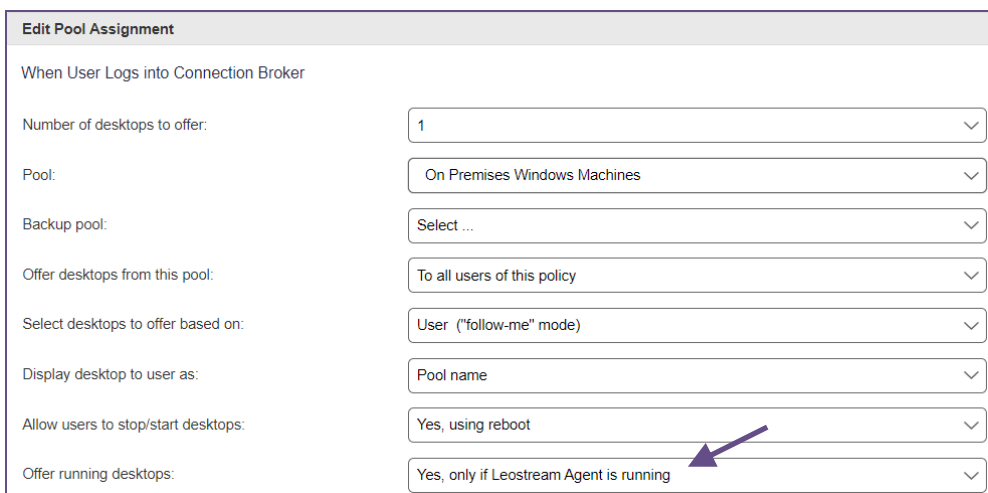 Edit Pool Assignment
When User Logs into Connection Broker
Number of desktops to offer: 1
Pool: On Premises Windows Machines
Backup pool: Select ...
Offer desktops from this pool: To all users of this policy
Select desktops to offer based on: User ("follow-me" mode)
Display desktop to user as: Pool name
Allow users to stop/start desktops: Yes, using reboot
Offer running desktops: Yes, only if Leostream Agent is running